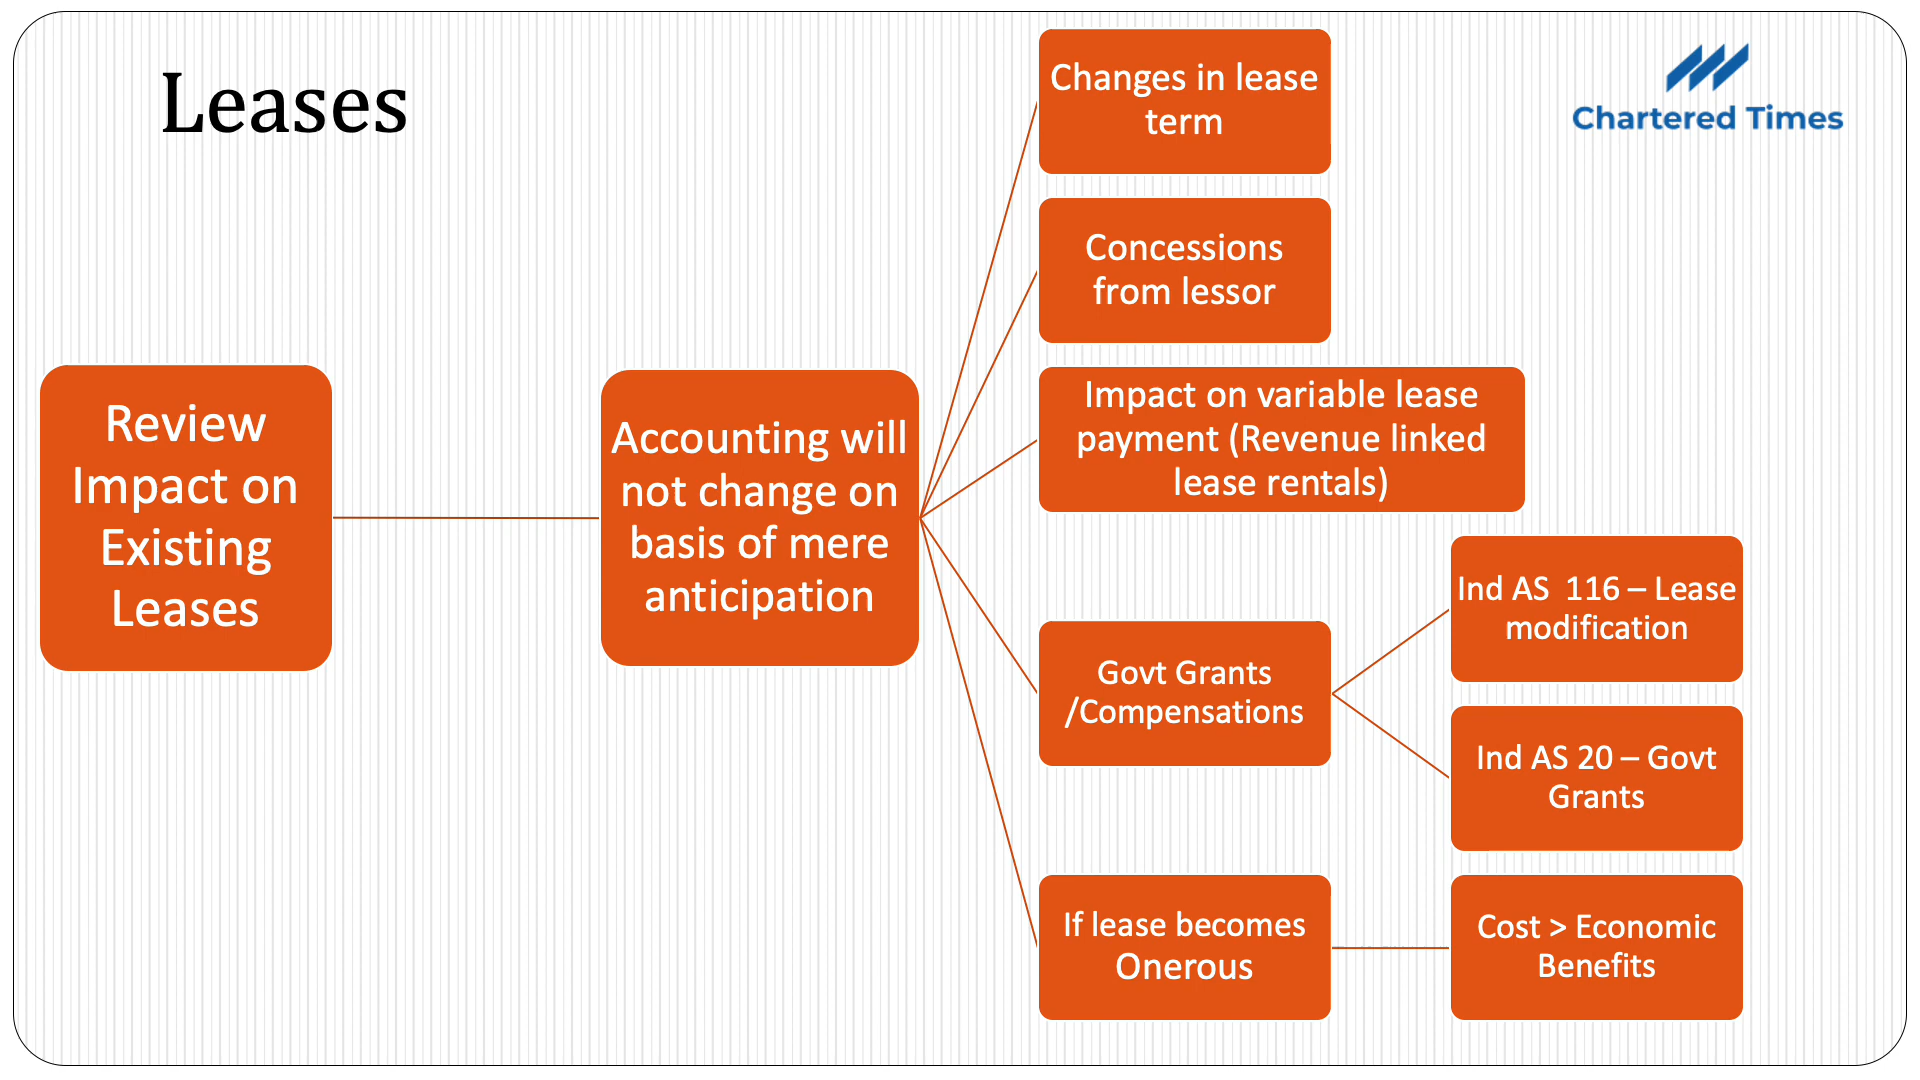 Leases
Chartered Times
Review
Impact on
Existing
Leases
Accounting will
not change on
basis of mere
anticipation
Changes in lease
term
Concessions
from lessor
Impact on variable lease
payment (Revenue linked
lease rentals)
Govt Grants
/Compensations
Ind AS  116 – Lease
modification
Ind AS 20 – Govt
Grants
If lease becomes
Onerous
Cost > Economic
Benefits